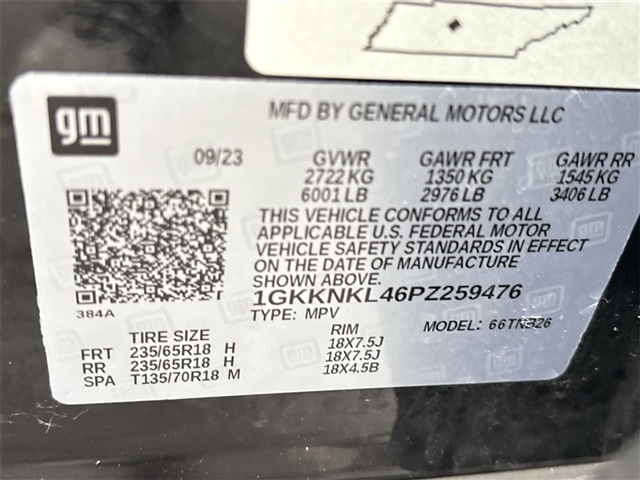 gm
MFD BY GENERAL MOTORS LLC
09/23 GVWR GAWR FRT GAWR RR
2722 KG 1350 KG 1545 KG
6001 LB 2976 LB 3406 LB
THIS VEHICLE CONFORMS TO ALL
APPLICABLE U.S. FEDERAL MOTOR
VEHICLE SAFETY STANDARDS IN EFFECT
ON THE DATE OF MANUFACTURE
SHOWN ABOVE.
384A 1GKKNKL46PZ259476
TYPE: MPV MODEL: 66TNB26
TIRE SIZE RIM
FRT 235/65R18 H 18X7.5J
RR 235/65R18 H 18X7.5J
SPA T135/70R18 M 18X4.5B